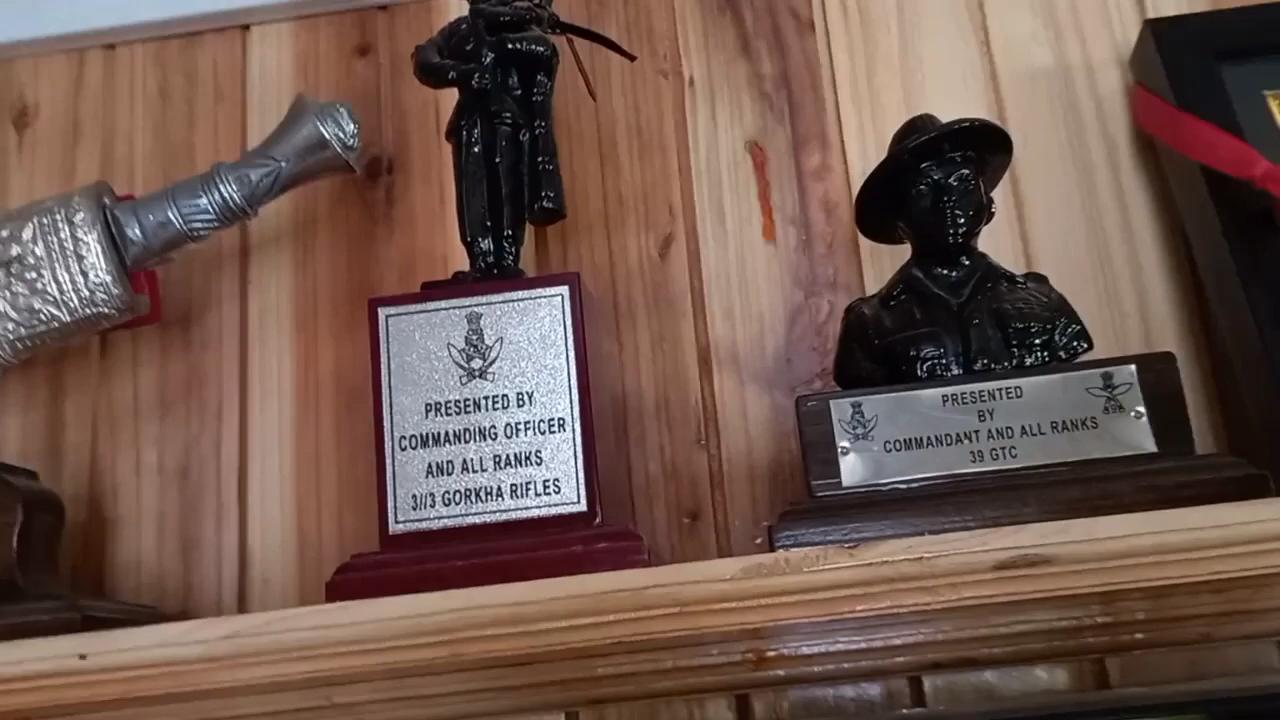 PRESENTED BY
COMMANDING OFFICER
AND ALL RANKS
3//3 GORKHA RIFLES
PRESENTED
BY
COMMANDANT AND ALL RANKS
39 GTC